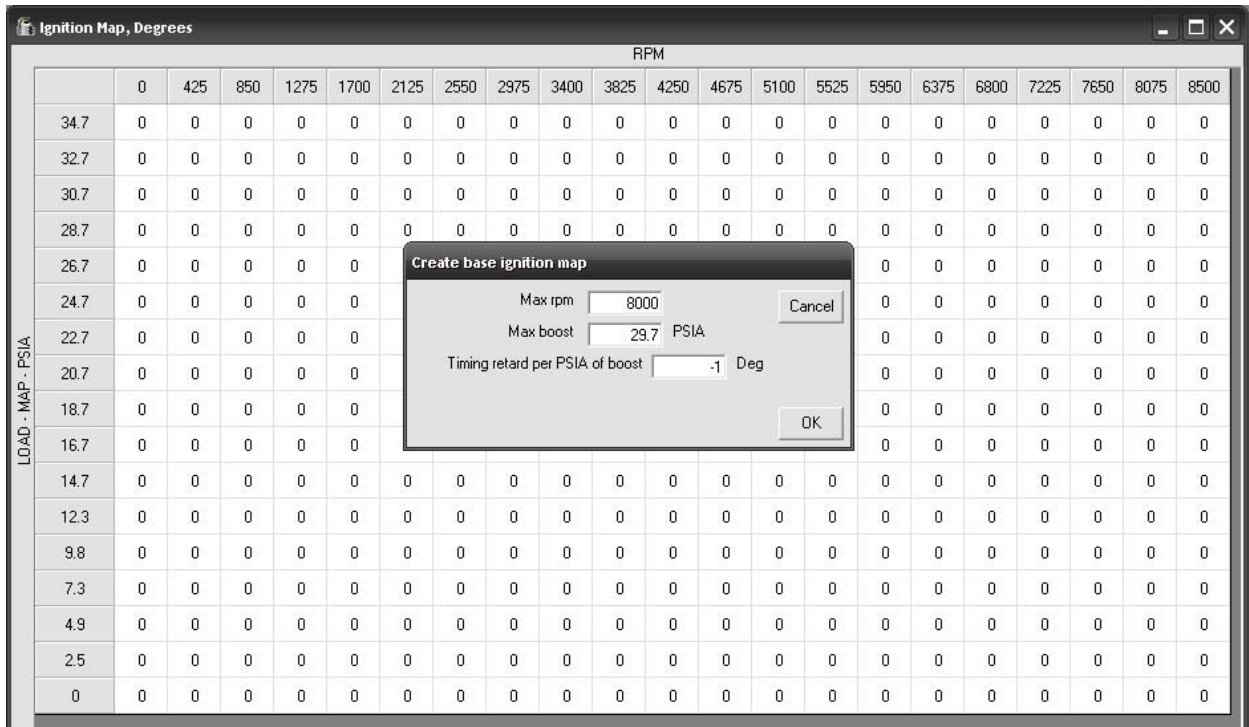 Ignition Map, Degrees
RPM
0 425 850 1275 1700 2125 2550 2975 3400 3825 4250 4675 5100 5525 5950 6375 6800 7225 7650 8075 8500
LOAD - MAP - PSIA
34.7 0 0 0 0 0 0 0 0 0 0 0 0 0 0 0 0 0 0 0 0 0
32.7 0 0 0 0 0 0 0 0 0 0 0 0 0 0 0 0 0 0 0 0 0
30.7 0 0 0 0 0 0 0 0 0 0 0 0 0 0 0 0 0 0 0 0 0
28.7 0 0 0 0 0 0 0 0 0 0 0 0 0 0 0 0 0 0 0 0 0
26.7 0 0 0 0 0 0 0 0 0 0 0 0
24.7 0 0 0 0 0 0 0 0 0 0 0 0
22.7 0 0 0 0 0 0 0 0 0 0 0 0
20.7 0 0 0 0 0 0 0 0 0 0 0 0
18.7 0 0 0 0 0 0 0 0 0 0 0 0
16.7 0 0 0 0 0 0 0 0 0 0 0 0
14.7 0 0 0 0 0 0 0 0 0 0 0 0 0 0 0 0 0 0 0 0 0
12.3 0 0 0 0 0 0 0 0 0 0 0 0 0 0 0 0 0 0 0 0 0
9.8 0 0 0 0 0 0 0 0 0 0 0 0 0 0 0 0 0 0 0 0 0
7.3 0 0 0 0 0 0 0 0 0 0 0 0 0 0 0 0 0 0 0 0 0
4.9 0 0 0 0 0 0 0 0 0 0 0 0 0 0 0 0 0 0 0 0 0
2.5 0 0 0 0 0 0 0 0 0 0 0 0 0 0 0 0 0 0 0 0 0
0 0 0 0 0 0 0 0 0 0 0 0 0 0 0 0 0 0 0 0 0 0
Create base ignition map
Max rpm 8000
Cancel
Max boost 29.7 PSIA
Timing retard per PSIA of boost -1 Deg
OK